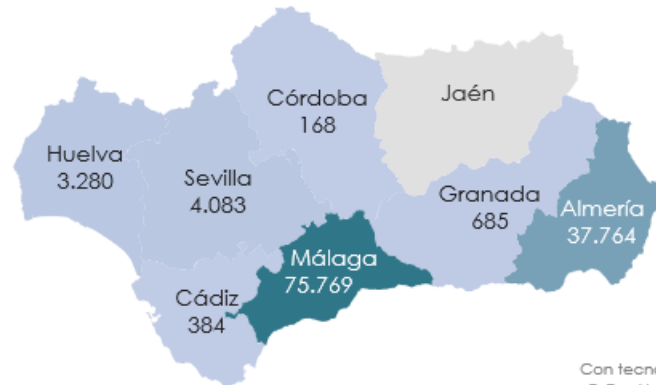 Córdoba
168
Jaén
Huelva
3.280
Sevilla
4.083
Granada
685
Almería
37.764
Málaga
75.769
Cádiz
384
Con tecno